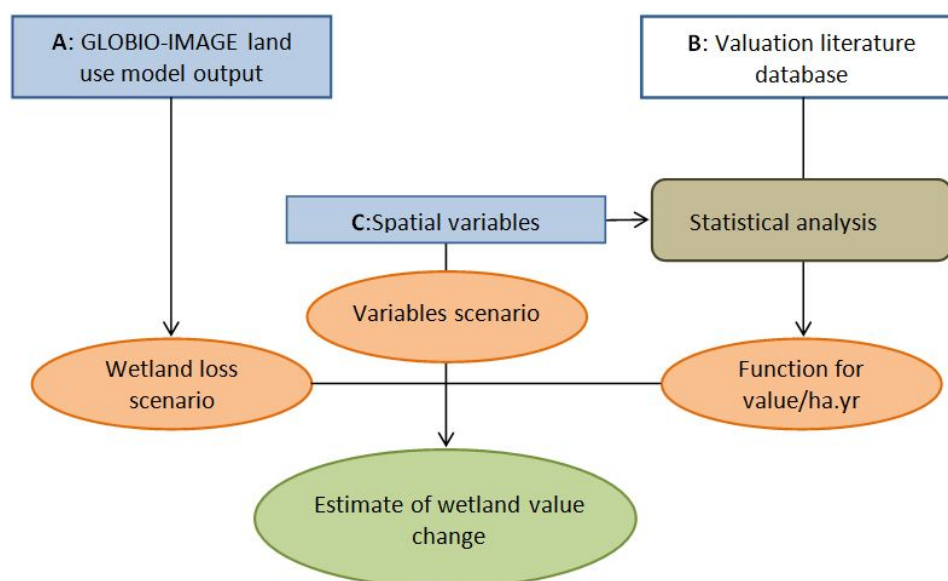 A: GLOBIO-IMAGE land
use model output
B: Valuation literature
database
C:Spatial variables
Statistical analysis
Variables scenario
Wetland loss
scenario
Function for
value/ha.yr
Estimate of wetland value
change